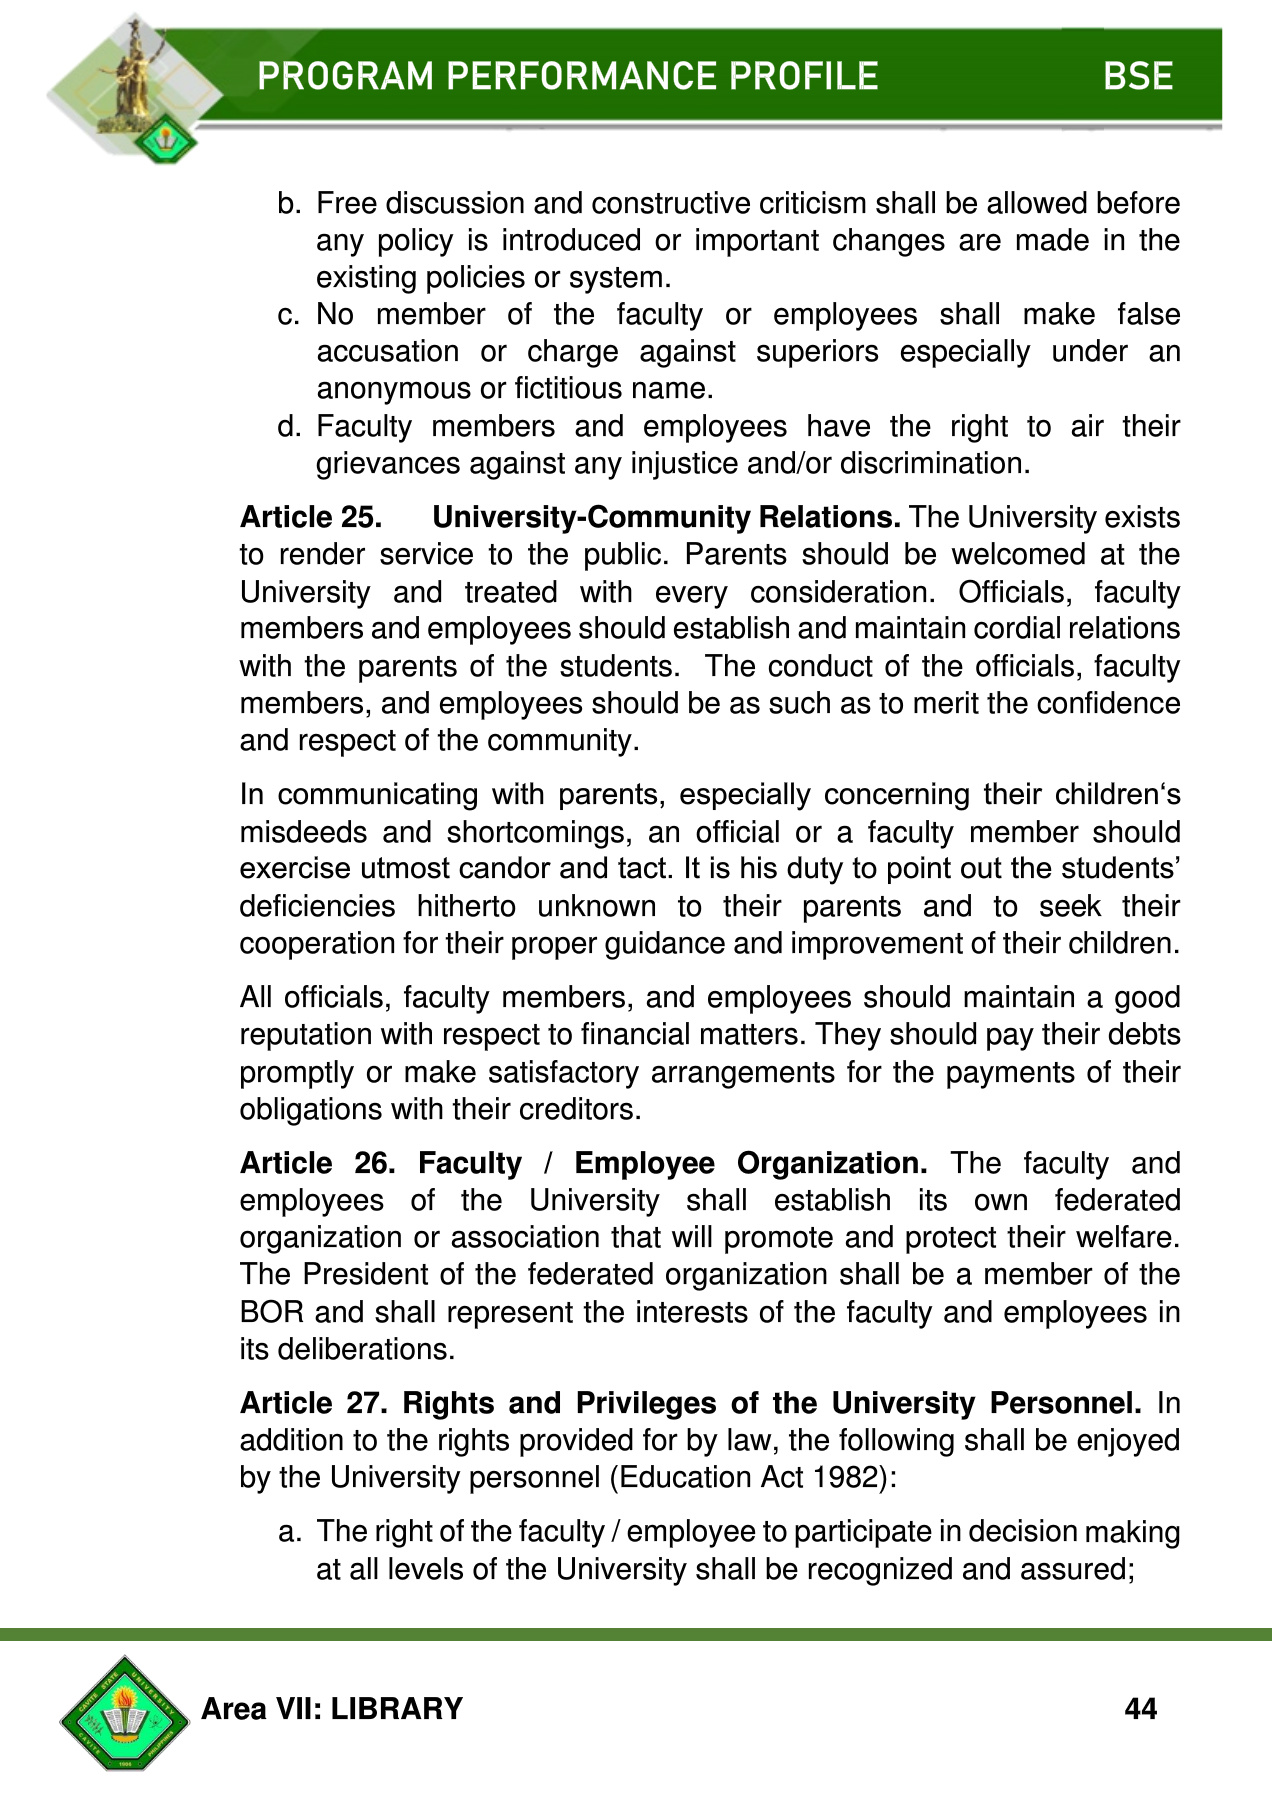 PROGRAM PERFORMANCE PROFILE BSE
b. Free discussion and constructive criticism shall be allowed before
any policy is introduced or important changes are made in the
existing policies or system.
c. No member of the faculty or employees shall make false
accusation or charge against superiors especially under an
anonymous or fictitious name.
d. Faculty members and employees have the right to air their
grievances against any injustice and/or discrimination.
Article 25. University-Community Relations. The University exists
to render service to the public. Parents should be welcomed at the
University and treated with every consideration. Officials, faculty
members and employees should establish and maintain cordial relations
with the parents of the students. The conduct of the officials, faculty
members, and employees should be as such as to merit the confidence
and respect of the community.
In communicating with parents, especially concerning their children‘s
misdeeds and shortcomings, an official or a faculty member should
exercise utmost candor and tact. It is his duty to point out the students’
deficiencies hitherto unknown to their parents and to seek their
cooperation for their proper guidance and improvement of their children.
All officials, faculty members, and employees should maintain a good
reputation with respect to financial matters. They should pay their debts
promptly or make satisfactory arrangements for the payments of their
obligations with their creditors.
Article 26. Faculty / Employee Organization. The faculty and
employees of the University shall establish its own federated
organization or association that will promote and protect their welfare.
The President of the federated organization shall be a member of the
BOR and shall represent the interests of the faculty and employees in
its deliberations.
Article 27. Rights and Privileges of the University Personnel. In
addition to the rights provided for by law, the following shall be enjoyed
by the University personnel (Education Act 1982):
a. The right of the faculty / employee to participate in decision making
at all levels of the University shall be recognized and assured;
CAVITE STATE UNIVERSITY
CAVITE 1906 PHILIPPINES
Area VII: LIBRARY 44